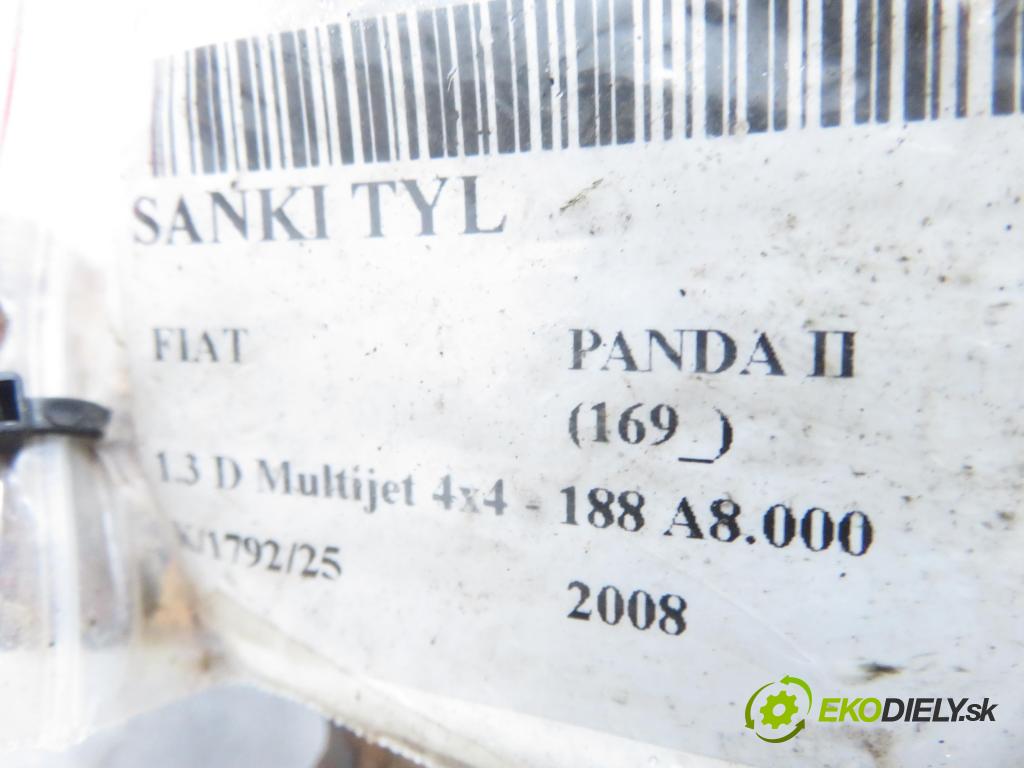 SANKI TYL
FIAT PANDA II
(169_)
1.3 D Multijet 4x4 - 188 A8.000
2008
EKODIELY.sk